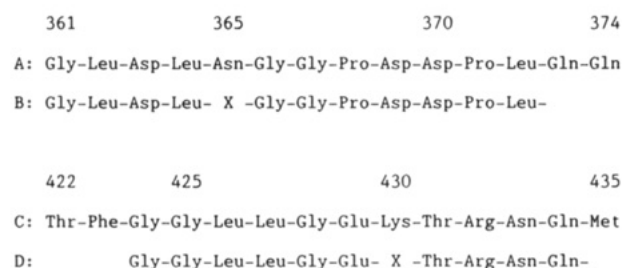 361 365 370 374
A: Gly-Leu-Asp-Leu-Asn-Gly-Gly-Pro-Asp-Asp-Pro-Leu-Gln-Gln
B: Gly-Leu-Asp-Leu- X -Gly-Gly-Pro-Asp-Asp-Pro-Leu-
422 425 430 435
C: Thr-Phe-Gly-Gly-Leu-Leu-Gly-Glu-Lys-Thr-Arg-Asn-Gln-Met
D: Gly-Gly-Leu-Leu-Gly-Glu- X -Thr-Arg-Asn-Gln-